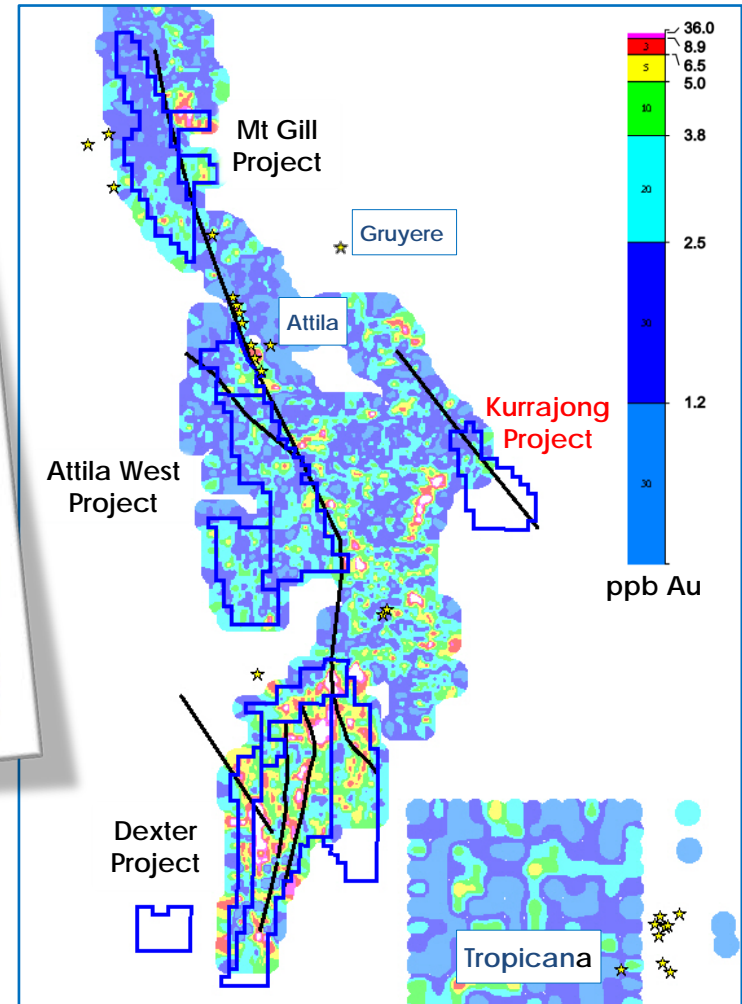 36.0
3
8.9
6.5
5
5.0
10
3.8
20
2.5
20
1.2
30
ppb Au
Mt Gill
Project
Gruyere
Attila
Kurrajong
Project
Attila West
Project
Dexter
Project
Tropicana